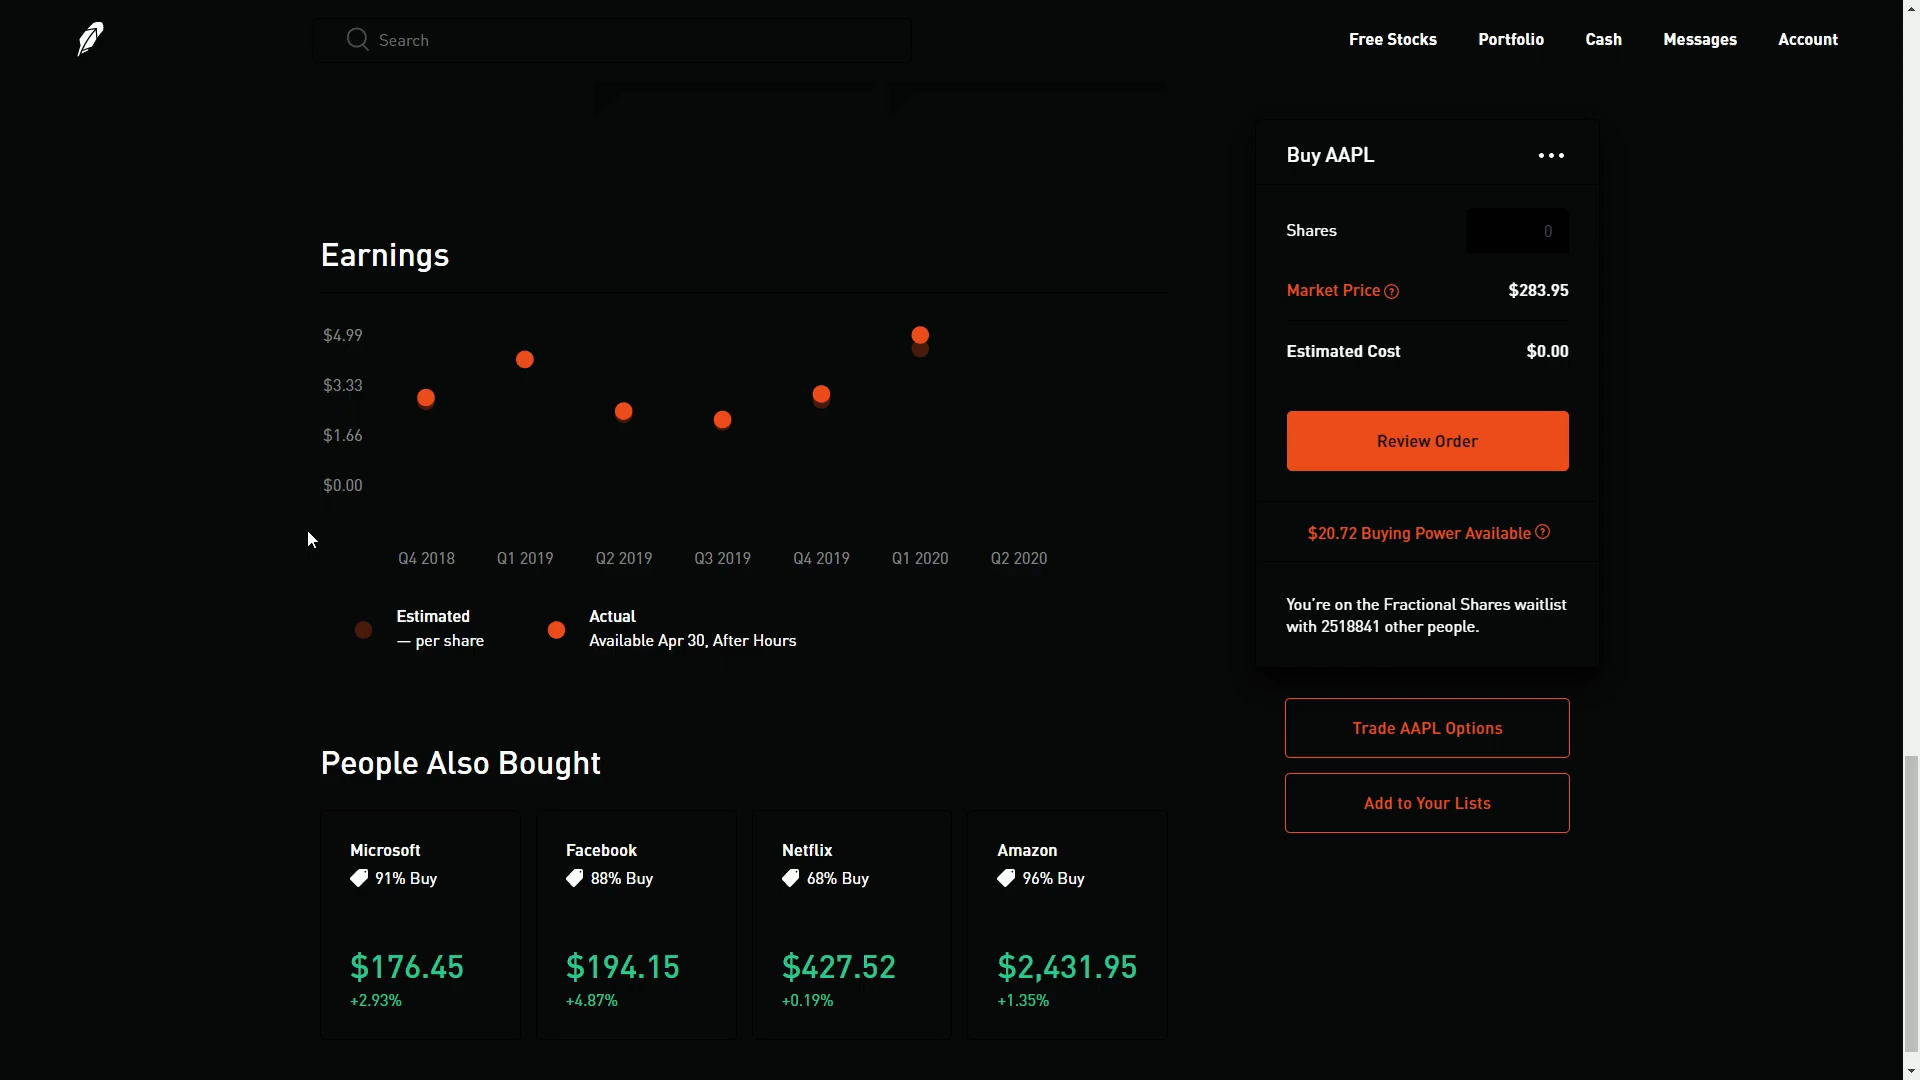 Search
Free Stocks
Portfolio
Cash
Messages
Account
Earnings
$4.99
$3.33
$1.66
$0.00
Q4 2018
Q1 2019
Q2 2019
Q3 2019
Q4 2019
Q1 2020
Q2 2020
Estimated
— per share
Actual
Available Apr 30, After Hours
People Also Bought
Microsoft
91% Buy
$176.45
+2.93%
Facebook
88% Buy
$194.15
+4.87%
Netflix
68% Buy
$427.52
+0.19%
Amazon
96% Buy
$2,431.95
+1.35%
Buy AAPL
Shares
0
Market Price ?
$283.95
Estimated Cost
$0.00
Review Order
$20.72 Buying Power Available ?
You’re on the Fractional Shares waitlist
with 2518841 other people.
Trade AAPL Options
Add to Your Lists